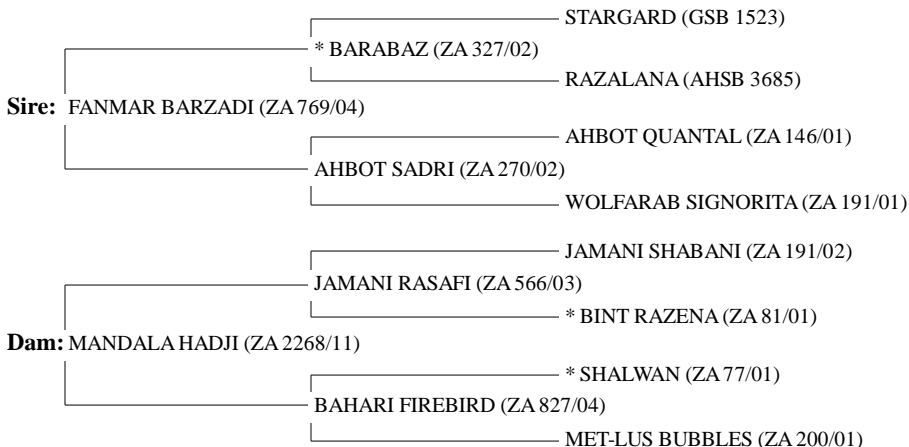 STARGARD (GSB 1523)
* BARABAZ (ZA 327/02)
RAZALANA (AHSB 3685)
Sire: FANMAR BARZADI (ZA 769/04)
AHBOT QUANTAL (ZA 146/01)
AHBOT SADRI (ZA 270/02)
WOLFARAB SIGNORITA (ZA 191/01)
JAMANI SHABANI (ZA 191/02)
JAMANI RASAFI (ZA 566/03)
* BINT RAZENA (ZA 81/01)
Dam: MANDALA HADJI (ZA 2268/11)
* SHALWAN (ZA 77/01)
BAHARI FIREBIRD (ZA 827/04)
MET-LUS BUBBLES (ZA 200/01)